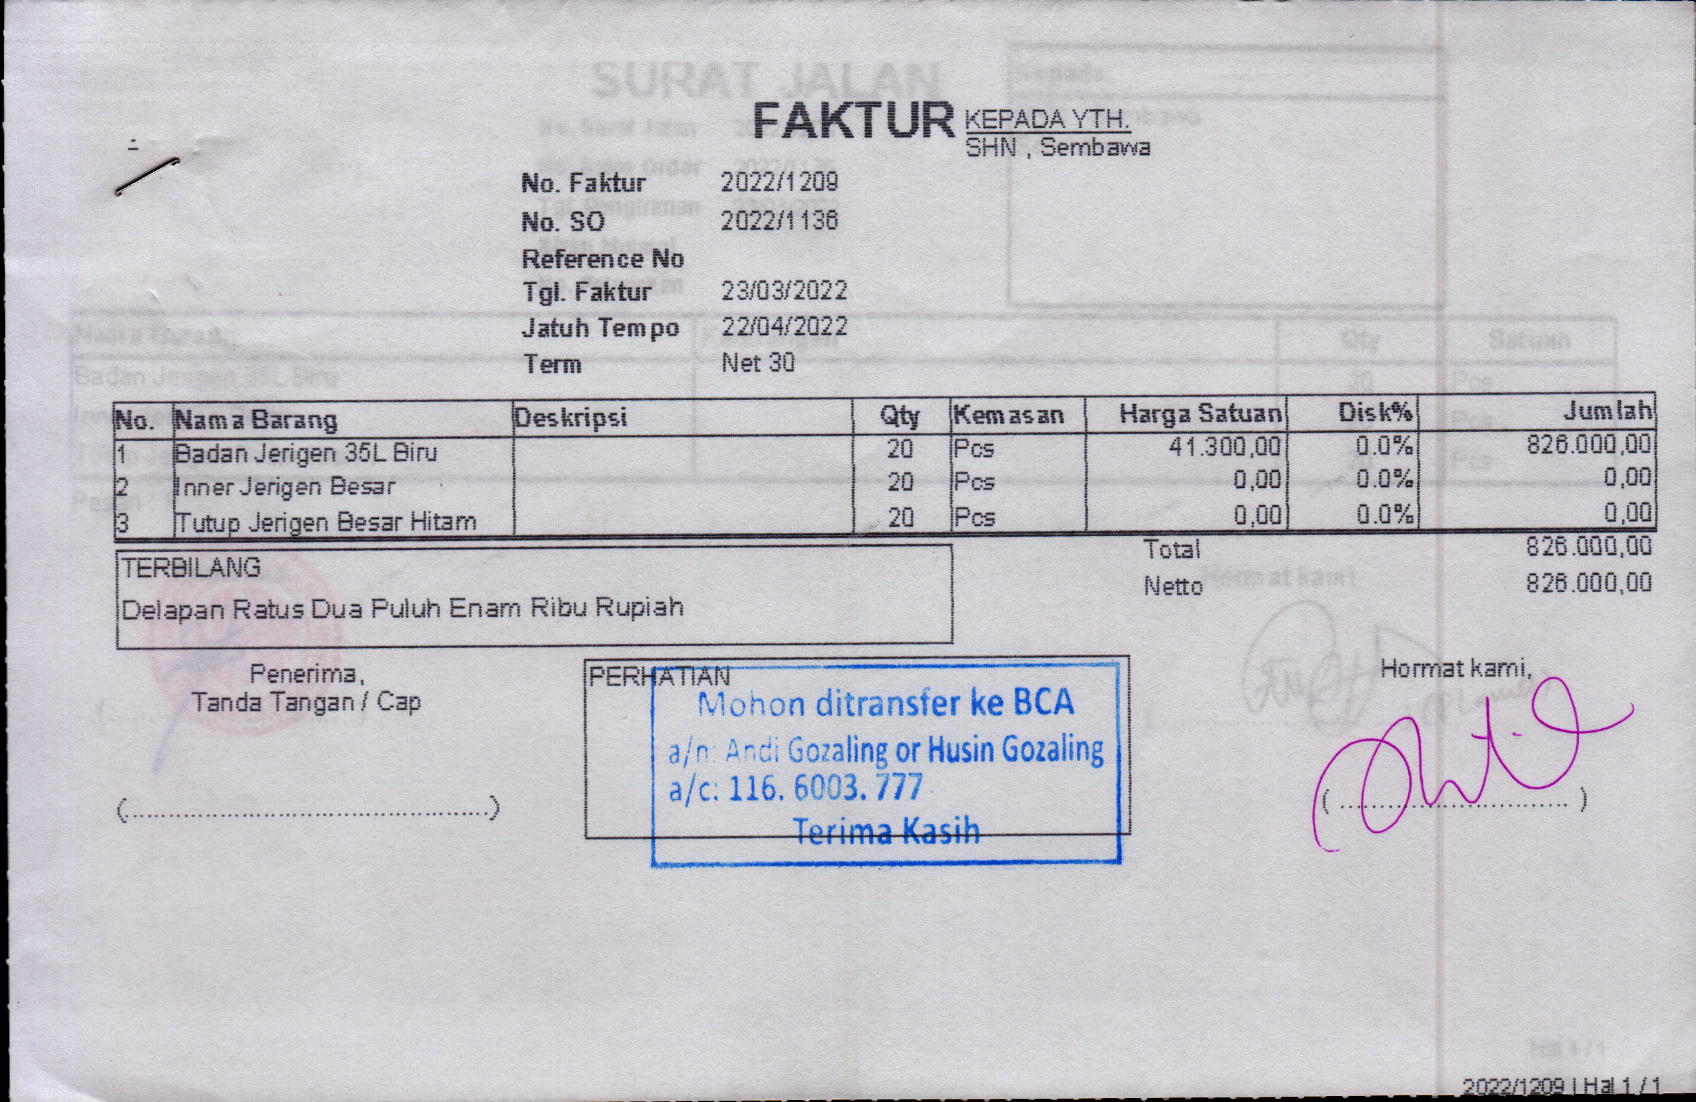 SURAT JALAN
FAKTUR
KEPADA YTH.
SHN , Sembawa
No. Faktur 2022/1209
No. SO 2022/1136
Reference No
Tgl. Faktur 23/03/2022
Jatuh Tempo 22/04/2022
Term Net 30
No. Nama Barang Deskripsi Qty Kemasan Harga Satuan Disk% Jumlah
1 Badan Jerigen 35L Biru 20 Pcs 41.300,00 0.0% 826.000,00
2 Inner Jerigen Besar 20 Pcs 0,00 0.0% 0,00
3 Tutup Jerigen Besar Hitam 20 Pcs 0,00 0.0% 0,00
Total 826.000,00
Netto 826.000,00
TERBILANG
Delapan Ratus Dua Puluh Enam Ribu Rupiah
Penerima,
Tanda Tangan / Cap
(............................................................)
PERHATIAN
Mohon ditransfer ke BCA
a/n: Andi Gozaling or Husin Gozaling
a/c: 116. 6003. 777
Terima Kasih
Hormat kami,
( ...................................... )
Hal 1 / 1
2022/1209 | Hal 1 / 1